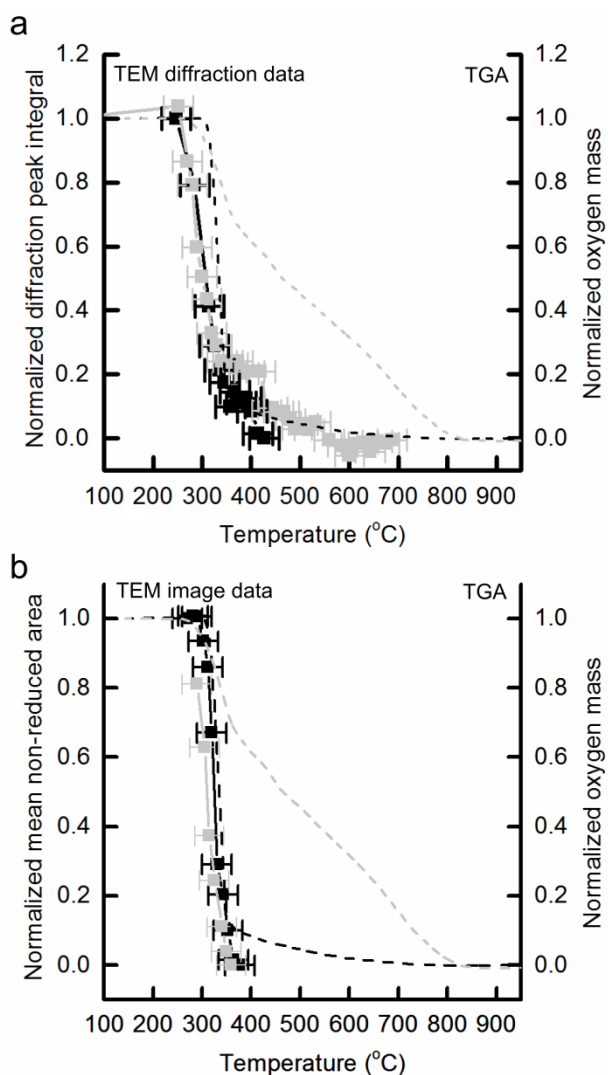 a
TEM diffraction data TGA
Normalized diffraction peak integral
1.2
1.0
0.8
0.6
0.4
0.2
0.0
1.2
1.0
0.8
0.6
0.4
0.2
0.0
Normalized oxygen mass
100 200 300 400 500 600 700 800 900
Temperature (°C)
b
TEM image data TGA
Normalized mean non-reduced area
1.0
0.8
0.6
0.4
0.2
0.0
1.0
0.8
0.6
0.4
0.2
0.0
Normalized oxygen mass
100 200 300 400 500 600 700 800 900
Temperature (°C)